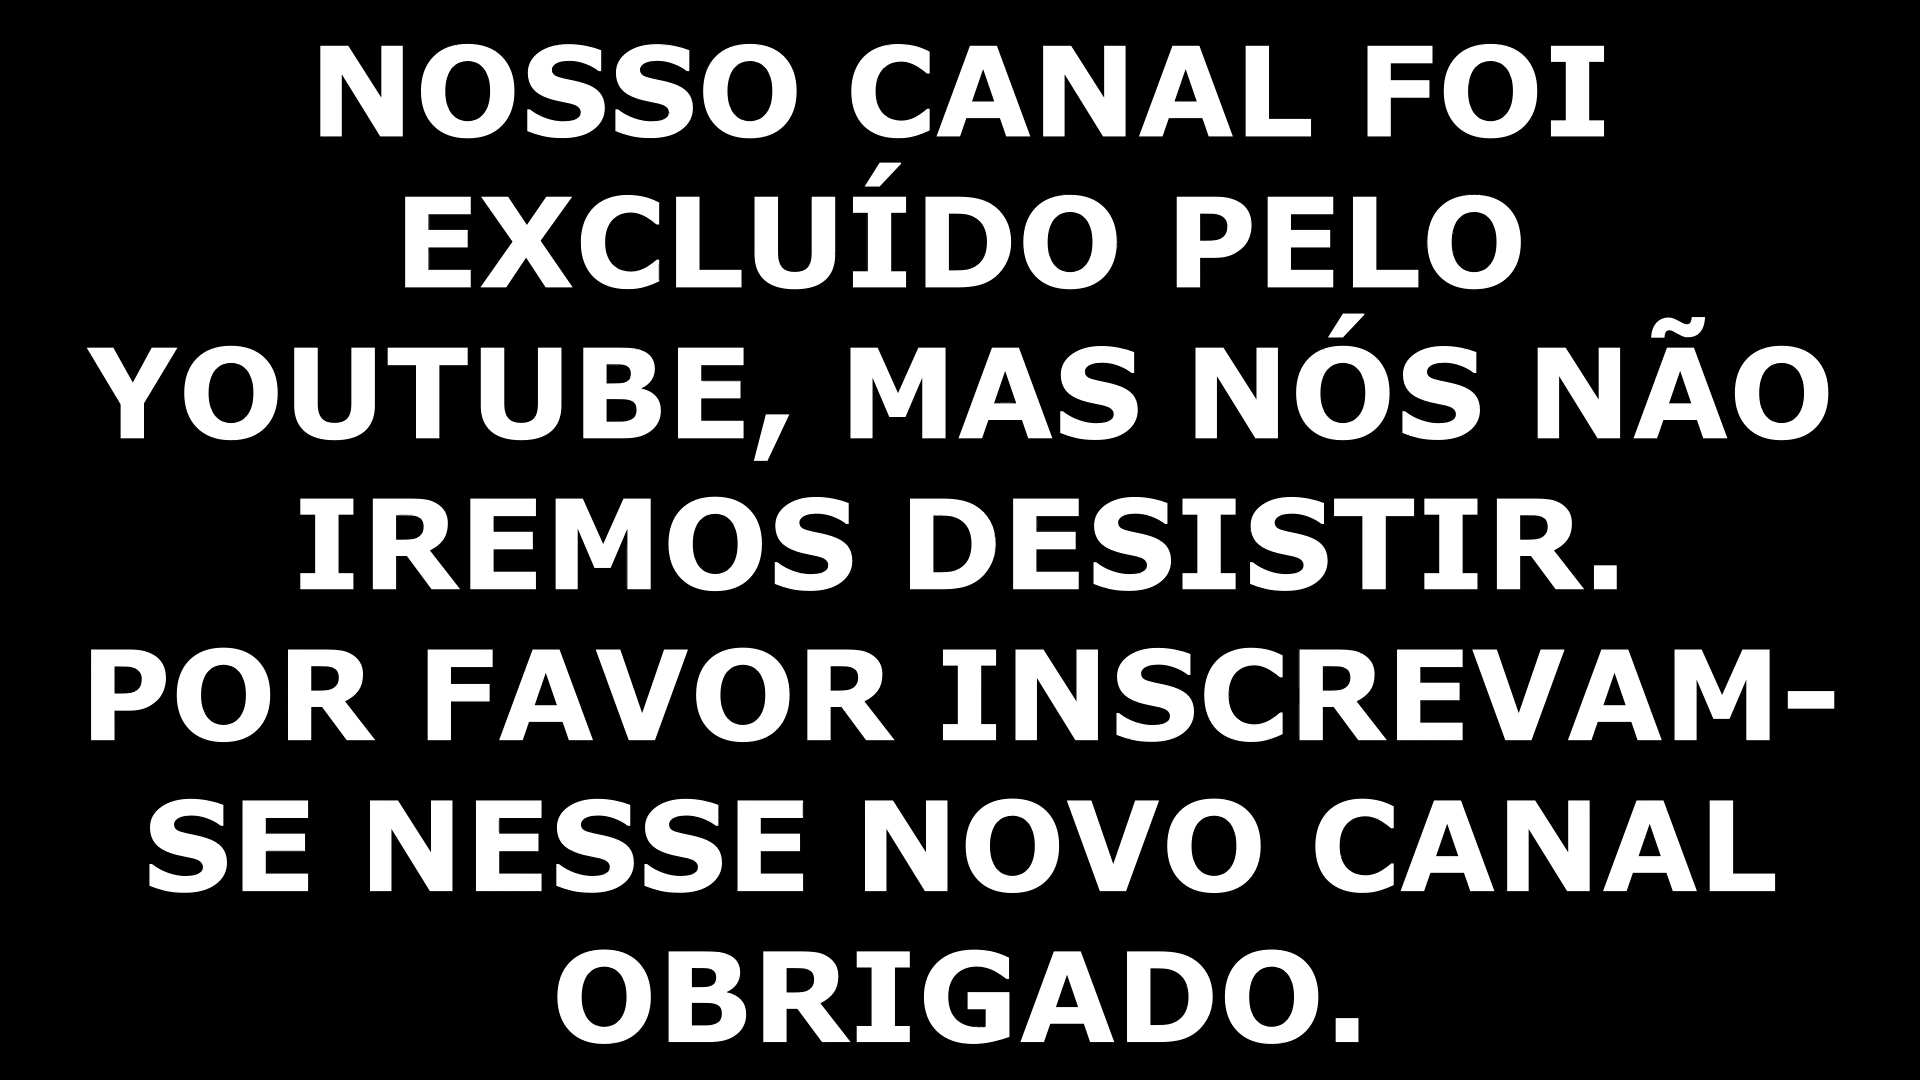 NOSSO CANAL FOI
EXCLUÍDO PELO
YOUTUBE, MAS NÓS NÃO
IREMOS DESISTIR.
POR FAVOR INSCREVAM-
SE NESSE NOVO CANAL
OBRIGADO.